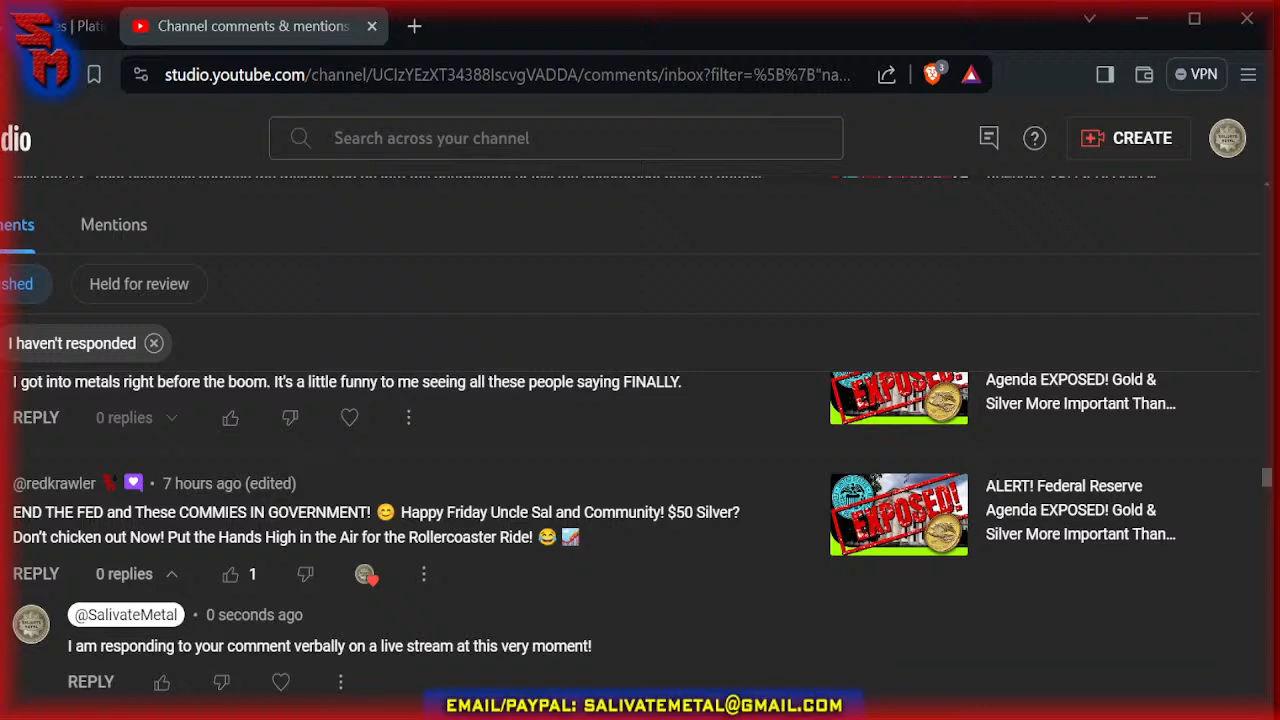 SM
es | Plati
Channel comments & mentions
studio.youtube.com/channel/UCIzYEzXT34388IscvgVADDA/comments/inbox?filter=%5B%7B"na...
3
VPN
dio
Search across your channel
CREATE
ents
Mentions
shed
Held for review
I haven't responded
I got into metals right before the boom. It's a little funny to me seeing all these people saying FINALLY.
REPLY
0 replies
EXPOSED!
Agenda EXPOSED! Gold &
Silver More Important Than...
@redkrawler
• 7 hours ago (edited)
END THE FED and These COMMIES IN GOVERNMENT! 😊 Happy Friday Uncle Sal and Community! $50 Silver?
Don't chicken out Now! Put the Hands High in the Air for the Rollercoaster Ride! 😂
REPLY
0 replies
1
EXPOSED!
ALERT! Federal Reserve
Agenda EXPOSED! Gold &
Silver More Important Than...
@SalivateMetal
• 0 seconds ago
I am responding to your comment verbally on a live stream at this very moment!
REPLY
EMAIL/PAYPAL: SALIVATEMETAL@GMAIL.COM